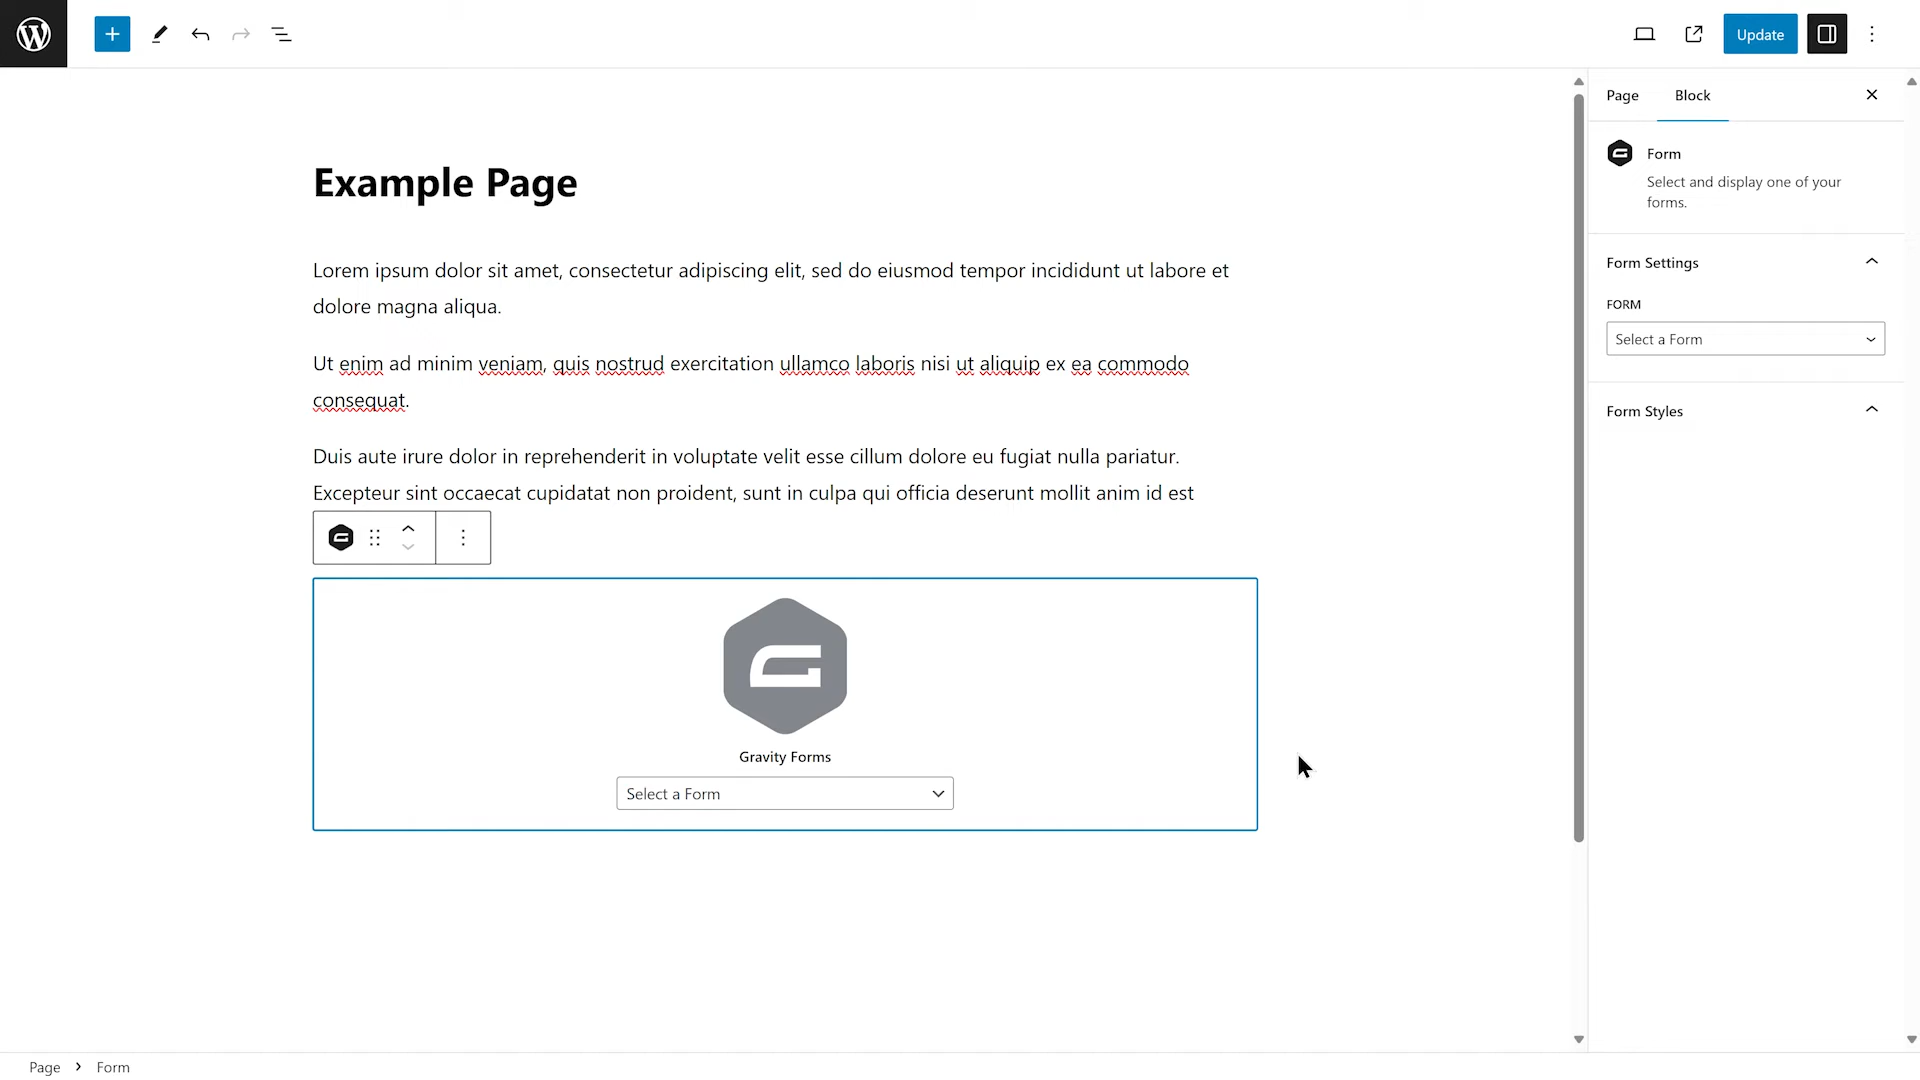 Update
Page
Block
Form
Select and display one of your
forms.
Form Settings
FORM
Select a Form
Form Styles
Example Page
Lorem ipsum dolor sit amet, consectetur adipiscing elit, sed do eiusmod tempor incididunt ut labore et
dolore magna aliqua.
Ut enim ad minim veniam, quis nostrud exercitation ullamco laboris nisi ut aliquip ex ea commodo
consequat.
Duis aute irure dolor in reprehenderit in voluptate velit esse cillum dolore eu fugiat nulla pariatur.
Excepteur sint occaecat cupidatat non proident, sunt in culpa qui officia deserunt mollit anim id est
Gravity Forms
Select a Form
Page > Form